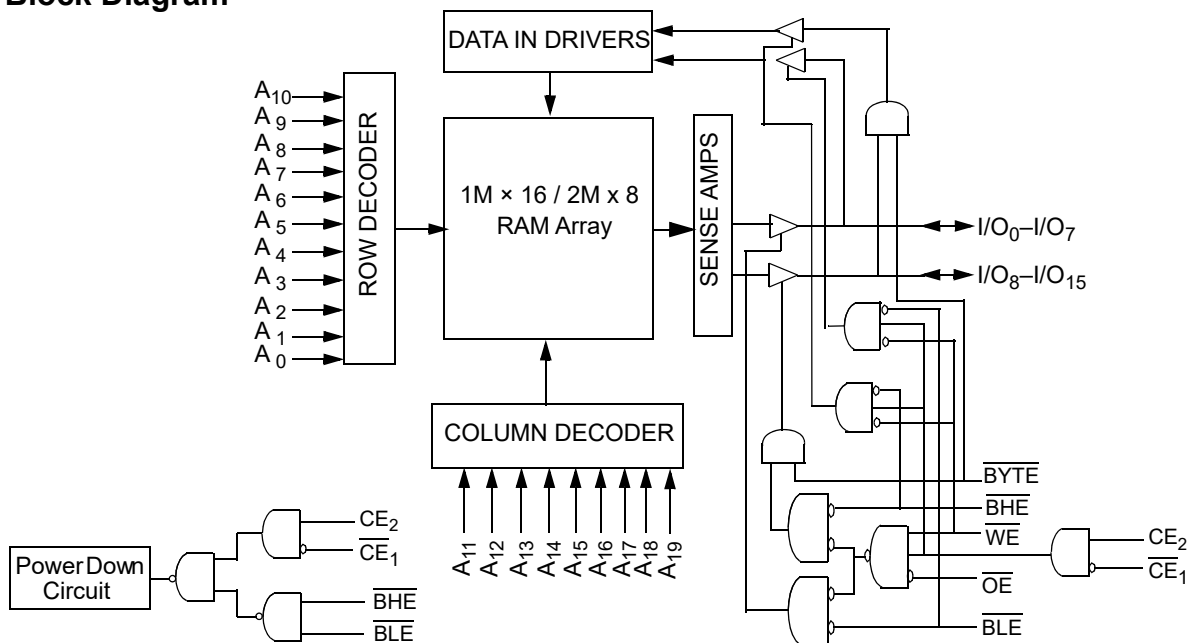 Block Diagram
DATA IN DRIVERS
A10
A9
A8
A7
A6
A5
A4
A3
A2
A1
A0
ROW DECODER
1M × 16 / 2M x 8
RAM Array
SENSE AMPS
I/O0–I/O7
I/O8–I/O15
COLUMN DECODER
A11
A12
A13
A14
A15
A16
A17
A18
A19
BYTE
BHE
WE
CE2
CE1
OE
BLE
CE2
CE1
Power Down
Circuit
BHE
BLE